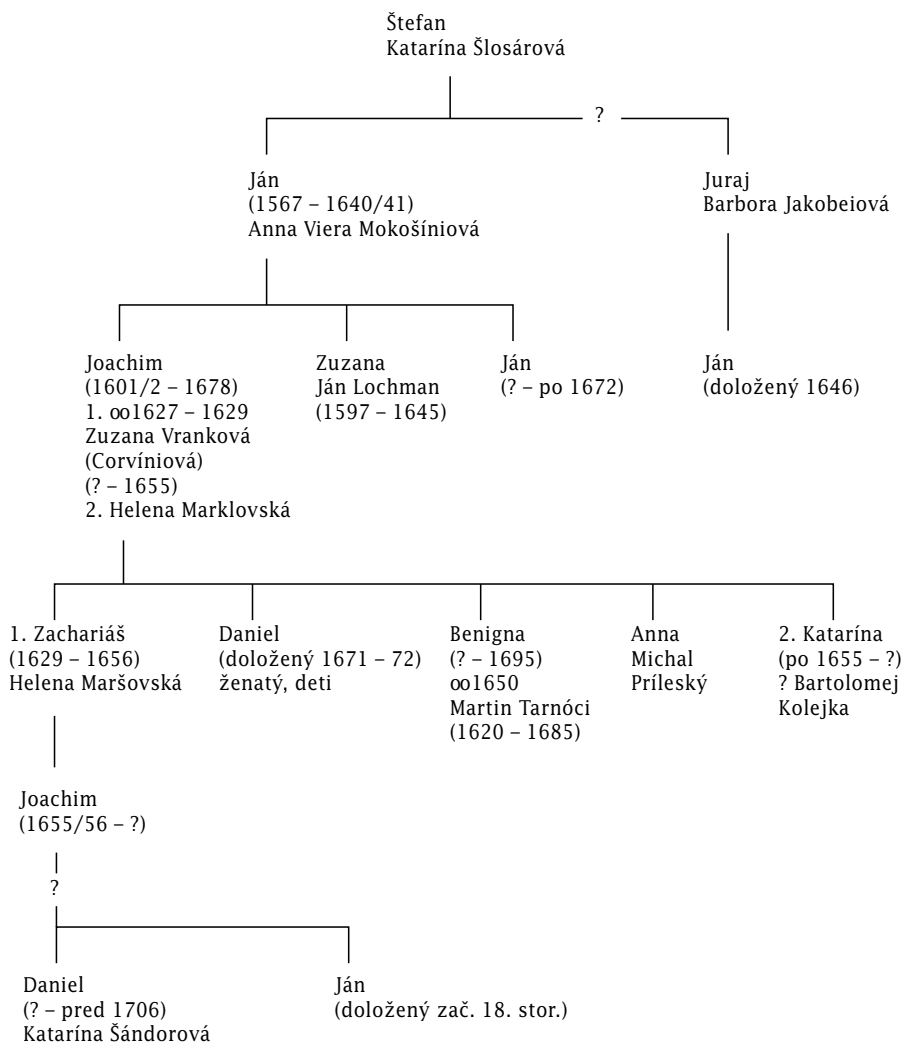 Štefan
Katarína Šlosárová
?
Ján
(1567 – 1640/41)
Anna Viera Mokošíniová
Juraj
Barbora Jakobeiová
Joachim
(1601/2 – 1678)
1. oo1627 – 1629
Zuzana Vranková
(Corvíniová)
(? – 1655)
2. Helena Marklovská
Zuzana
Ján Lochman
(1597 – 1645)
Ján
(? – po 1672)
Ján
(doložený 1646)
1. Zachariáš
(1629 – 1656)
Helena Maršovská
Daniel
(doložený 1671 – 72)
ženatý, deti
Benigna
(? – 1695)
oo1650
Martin Tarnóci
(1620 – 1685)
Anna
Michal
Príleský
2. Katarína
(po 1655 – ?)
? Bartolomej
Kolejka
Joachim
(1655/56 – ?)
?
Daniel
(? – pred 1706)
Katarína Šándorová
Ján
(doložený zač. 18. stor.)